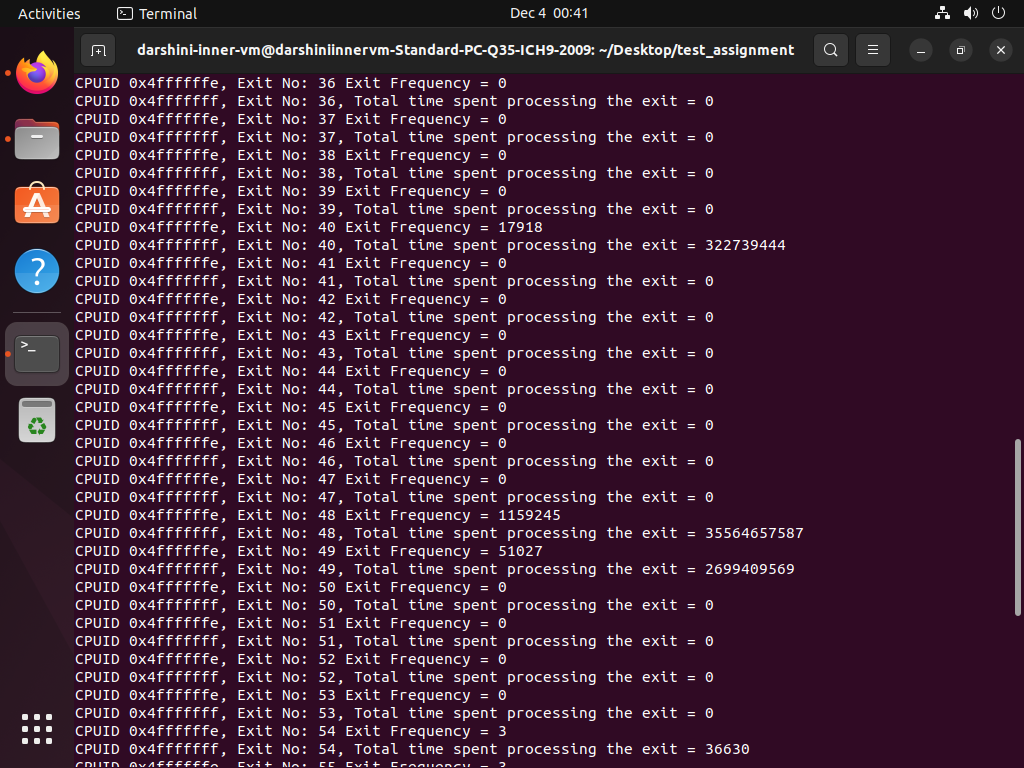 Activities Terminal Dec 4 00:41
darshini-inner-vm@darshiniinnervm-Standard-PC-Q35-ICH9-2009: ~/Desktop/test_assignment
CPUID 0x4ffffffe, Exit No: 36 Exit Frequency = 0
CPUID 0x4fffffff, Exit No: 36, Total time spent processing the exit = 0
CPUID 0x4ffffffe, Exit No: 37 Exit Frequency = 0
CPUID 0x4fffffff, Exit No: 37, Total time spent processing the exit = 0
CPUID 0x4ffffffe, Exit No: 38 Exit Frequency = 0
CPUID 0x4fffffff, Exit No: 38, Total time spent processing the exit = 0
CPUID 0x4ffffffe, Exit No: 39 Exit Frequency = 0
CPUID 0x4fffffff, Exit No: 39, Total time spent processing the exit = 0
CPUID 0x4ffffffe, Exit No: 40 Exit Frequency = 17918
CPUID 0x4fffffff, Exit No: 40, Total time spent processing the exit = 322739444
CPUID 0x4ffffffe, Exit No: 41 Exit Frequency = 0
CPUID 0x4fffffff, Exit No: 41, Total time spent processing the exit = 0
CPUID 0x4ffffffe, Exit No: 42 Exit Frequency = 0
CPUID 0x4fffffff, Exit No: 42, Total time spent processing the exit = 0
CPUID 0x4ffffffe, Exit No: 43 Exit Frequency = 0
CPUID 0x4fffffff, Exit No: 43, Total time spent processing the exit = 0
CPUID 0x4ffffffe, Exit No: 44 Exit Frequency = 0
CPUID 0x4fffffff, Exit No: 44, Total time spent processing the exit = 0
CPUID 0x4ffffffe, Exit No: 45 Exit Frequency = 0
CPUID 0x4fffffff, Exit No: 45, Total time spent processing the exit = 0
CPUID 0x4ffffffe, Exit No: 46 Exit Frequency = 0
CPUID 0x4fffffff, Exit No: 46, Total time spent processing the exit = 0
CPUID 0x4ffffffe, Exit No: 47 Exit Frequency = 0
CPUID 0x4fffffff, Exit No: 47, Total time spent processing the exit = 0
CPUID 0x4ffffffe, Exit No: 48 Exit Frequency = 1159245
CPUID 0x4fffffff, Exit No: 48, Total time spent processing the exit = 35564657587
CPUID 0x4ffffffe, Exit No: 49 Exit Frequency = 51027
CPUID 0x4fffffff, Exit No: 49, Total time spent processing the exit = 2699409569
CPUID 0x4ffffffe, Exit No: 50 Exit Frequency = 0
CPUID 0x4fffffff, Exit No: 50, Total time spent processing the exit = 0
CPUID 0x4ffffffe, Exit No: 51 Exit Frequency = 0
CPUID 0x4fffffff, Exit No: 51, Total time spent processing the exit = 0
CPUID 0x4ffffffe, Exit No: 52 Exit Frequency = 0
CPUID 0x4fffffff, Exit No: 52, Total time spent processing the exit = 0
CPUID 0x4ffffffe, Exit No: 53 Exit Frequency = 0
CPUID 0x4fffffff, Exit No: 53, Total time spent processing the exit = 0
CPUID 0x4ffffffe, Exit No: 54 Exit Frequency = 3
CPUID 0x4fffffff, Exit No: 54, Total time spent processing the exit = 36630
CPUID 0x4ffffffe, Exit No: 55 Exit Frequency = 3